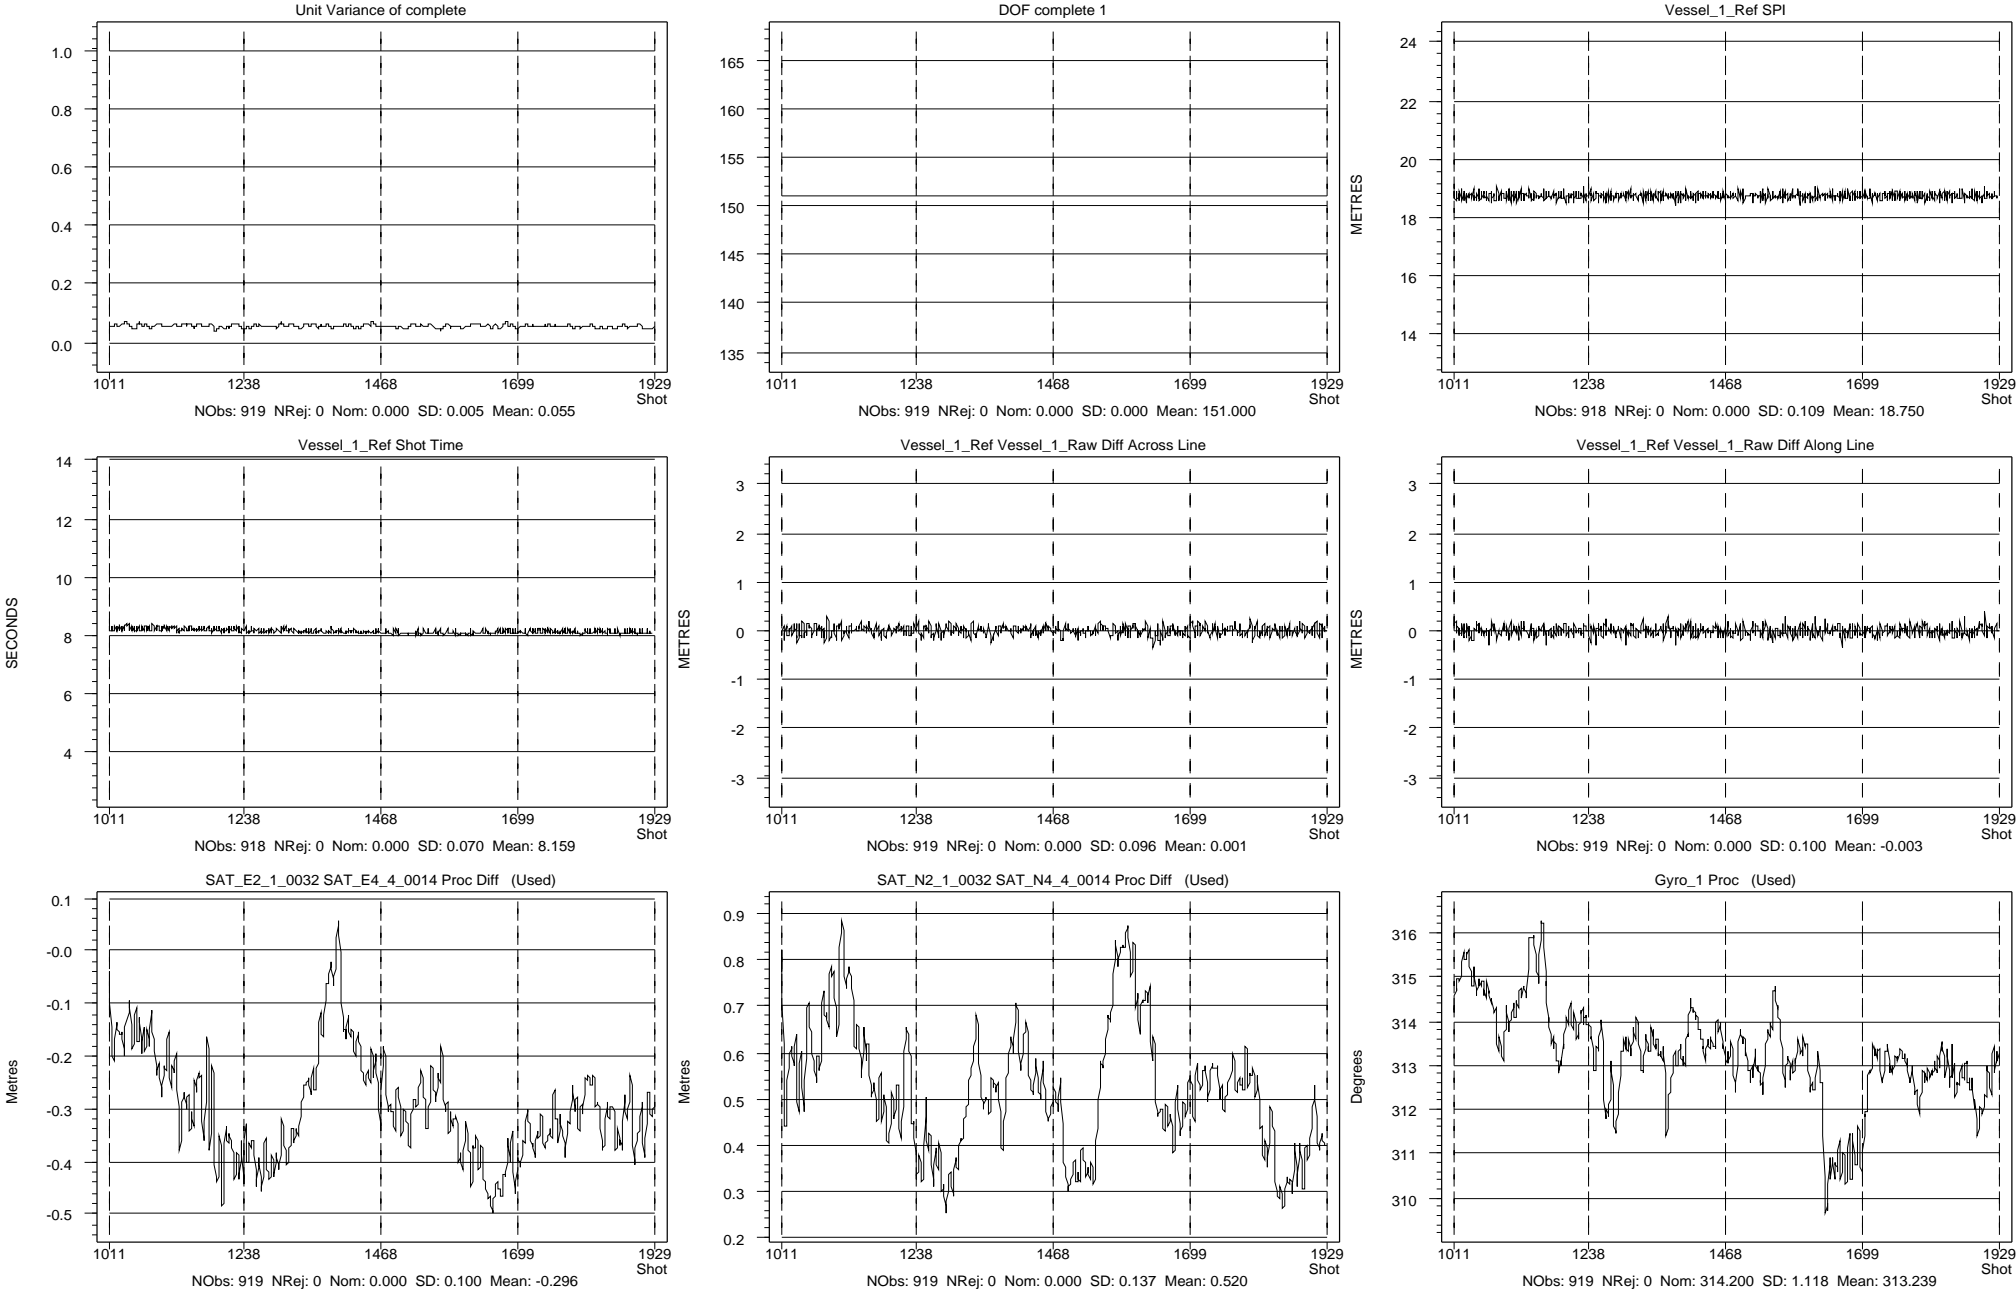 Unit Variance of complete
1.0
0.8
0.6
0.4
0.2
0.0
1011 1238 1468 1699 1929
Shot
NObs: 919 NRej: 0 Nom: 0.000 SD: 0.005 Mean: 0.055
DOF complete 1
165
160
155
150
145
140
135
1011 1238 1468 1699 1929
Shot
NObs: 919 NRej: 0 Nom: 0.000 SD: 0.000 Mean: 151.000
Vessel_1_Ref SPI
METRES
24
22
20
18
16
14
1011 1238 1468 1699 1929
Shot
NObs: 918 NRej: 0 Nom: 0.000 SD: 0.109 Mean: 18.750
Vessel_1_Ref Shot Time
SECONDS
14
12
10
8
6
4
1011 1238 1468 1699 1929
Shot
NObs: 918 NRej: 0 Nom: 0.000 SD: 0.070 Mean: 8.159
Vessel_1_Ref Vessel_1_Raw Diff Across Line
METRES
3
2
1
0
-1
-2
-3
1011 1238 1468 1699 1929
Shot
NObs: 919 NRej: 0 Nom: 0.000 SD: 0.096 Mean: 0.001
Vessel_1_Ref Vessel_1_Raw Diff Along Line
METRES
3
2
1
0
-1
-2
-3
1011 1238 1468 1699 1929
Shot
NObs: 919 NRej: 0 Nom: 0.000 SD: 0.100 Mean: -0.003
SAT_E2_1_0032 SAT_E4_4_0014 Proc Diff (Used)
Metres
0.1
-0.0
-0.1
-0.2
-0.3
-0.4
-0.5
1011 1238 1468 1699 1929
Shot
NObs: 919 NRej: 0 Nom: 0.000 SD: 0.100 Mean: -0.296
SAT_N2_1_0032 SAT_N4_4_0014 Proc Diff (Used)
Metres
0.9
0.8
0.7
0.6
0.5
0.4
0.3
0.2
1011 1238 1468 1699 1929
Shot
NObs: 919 NRej: 0 Nom: 0.000 SD: 0.137 Mean: 0.520
Gyro_1 Proc (Used)
Degrees
316
315
314
313
312
311
310
1011 1238 1468 1699 1929
Shot
NObs: 919 NRej: 0 Nom: 314.200 SD: 1.118 Mean: 313.239